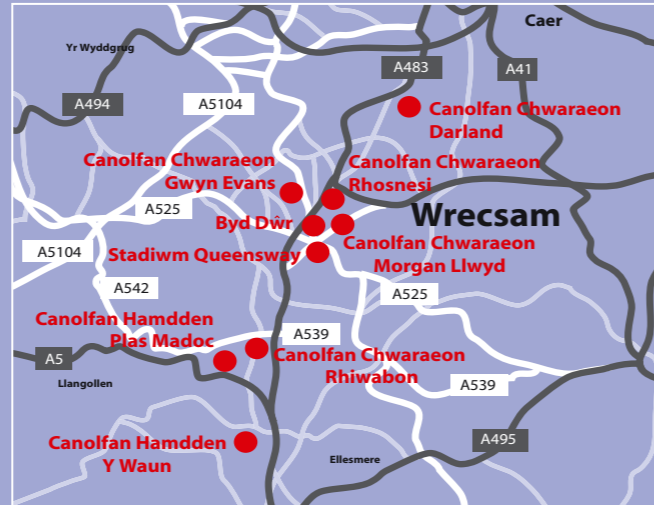 Caer
Yr Wyddgrug
A483
A41
A494
A5104
Canolfan Chwaraeon
Darland
Canolfan Chwaraeon
Gwyn Evans
Canolfan Chwaraeon
Rhosnesi
A525
Byd Dŵr
Wrecsam
A5104
Stadiwm Queensway
Canolfan Chwaraeon
Morgan Llwyd
A542
A525
Canolfan Hamdden
Plas Madoc
A539
Canolfan Chwaraeon
Rhiwabon
A5
Llangollen
A539
Canolfan Hamdden
Y Waun
A495
Ellesmere